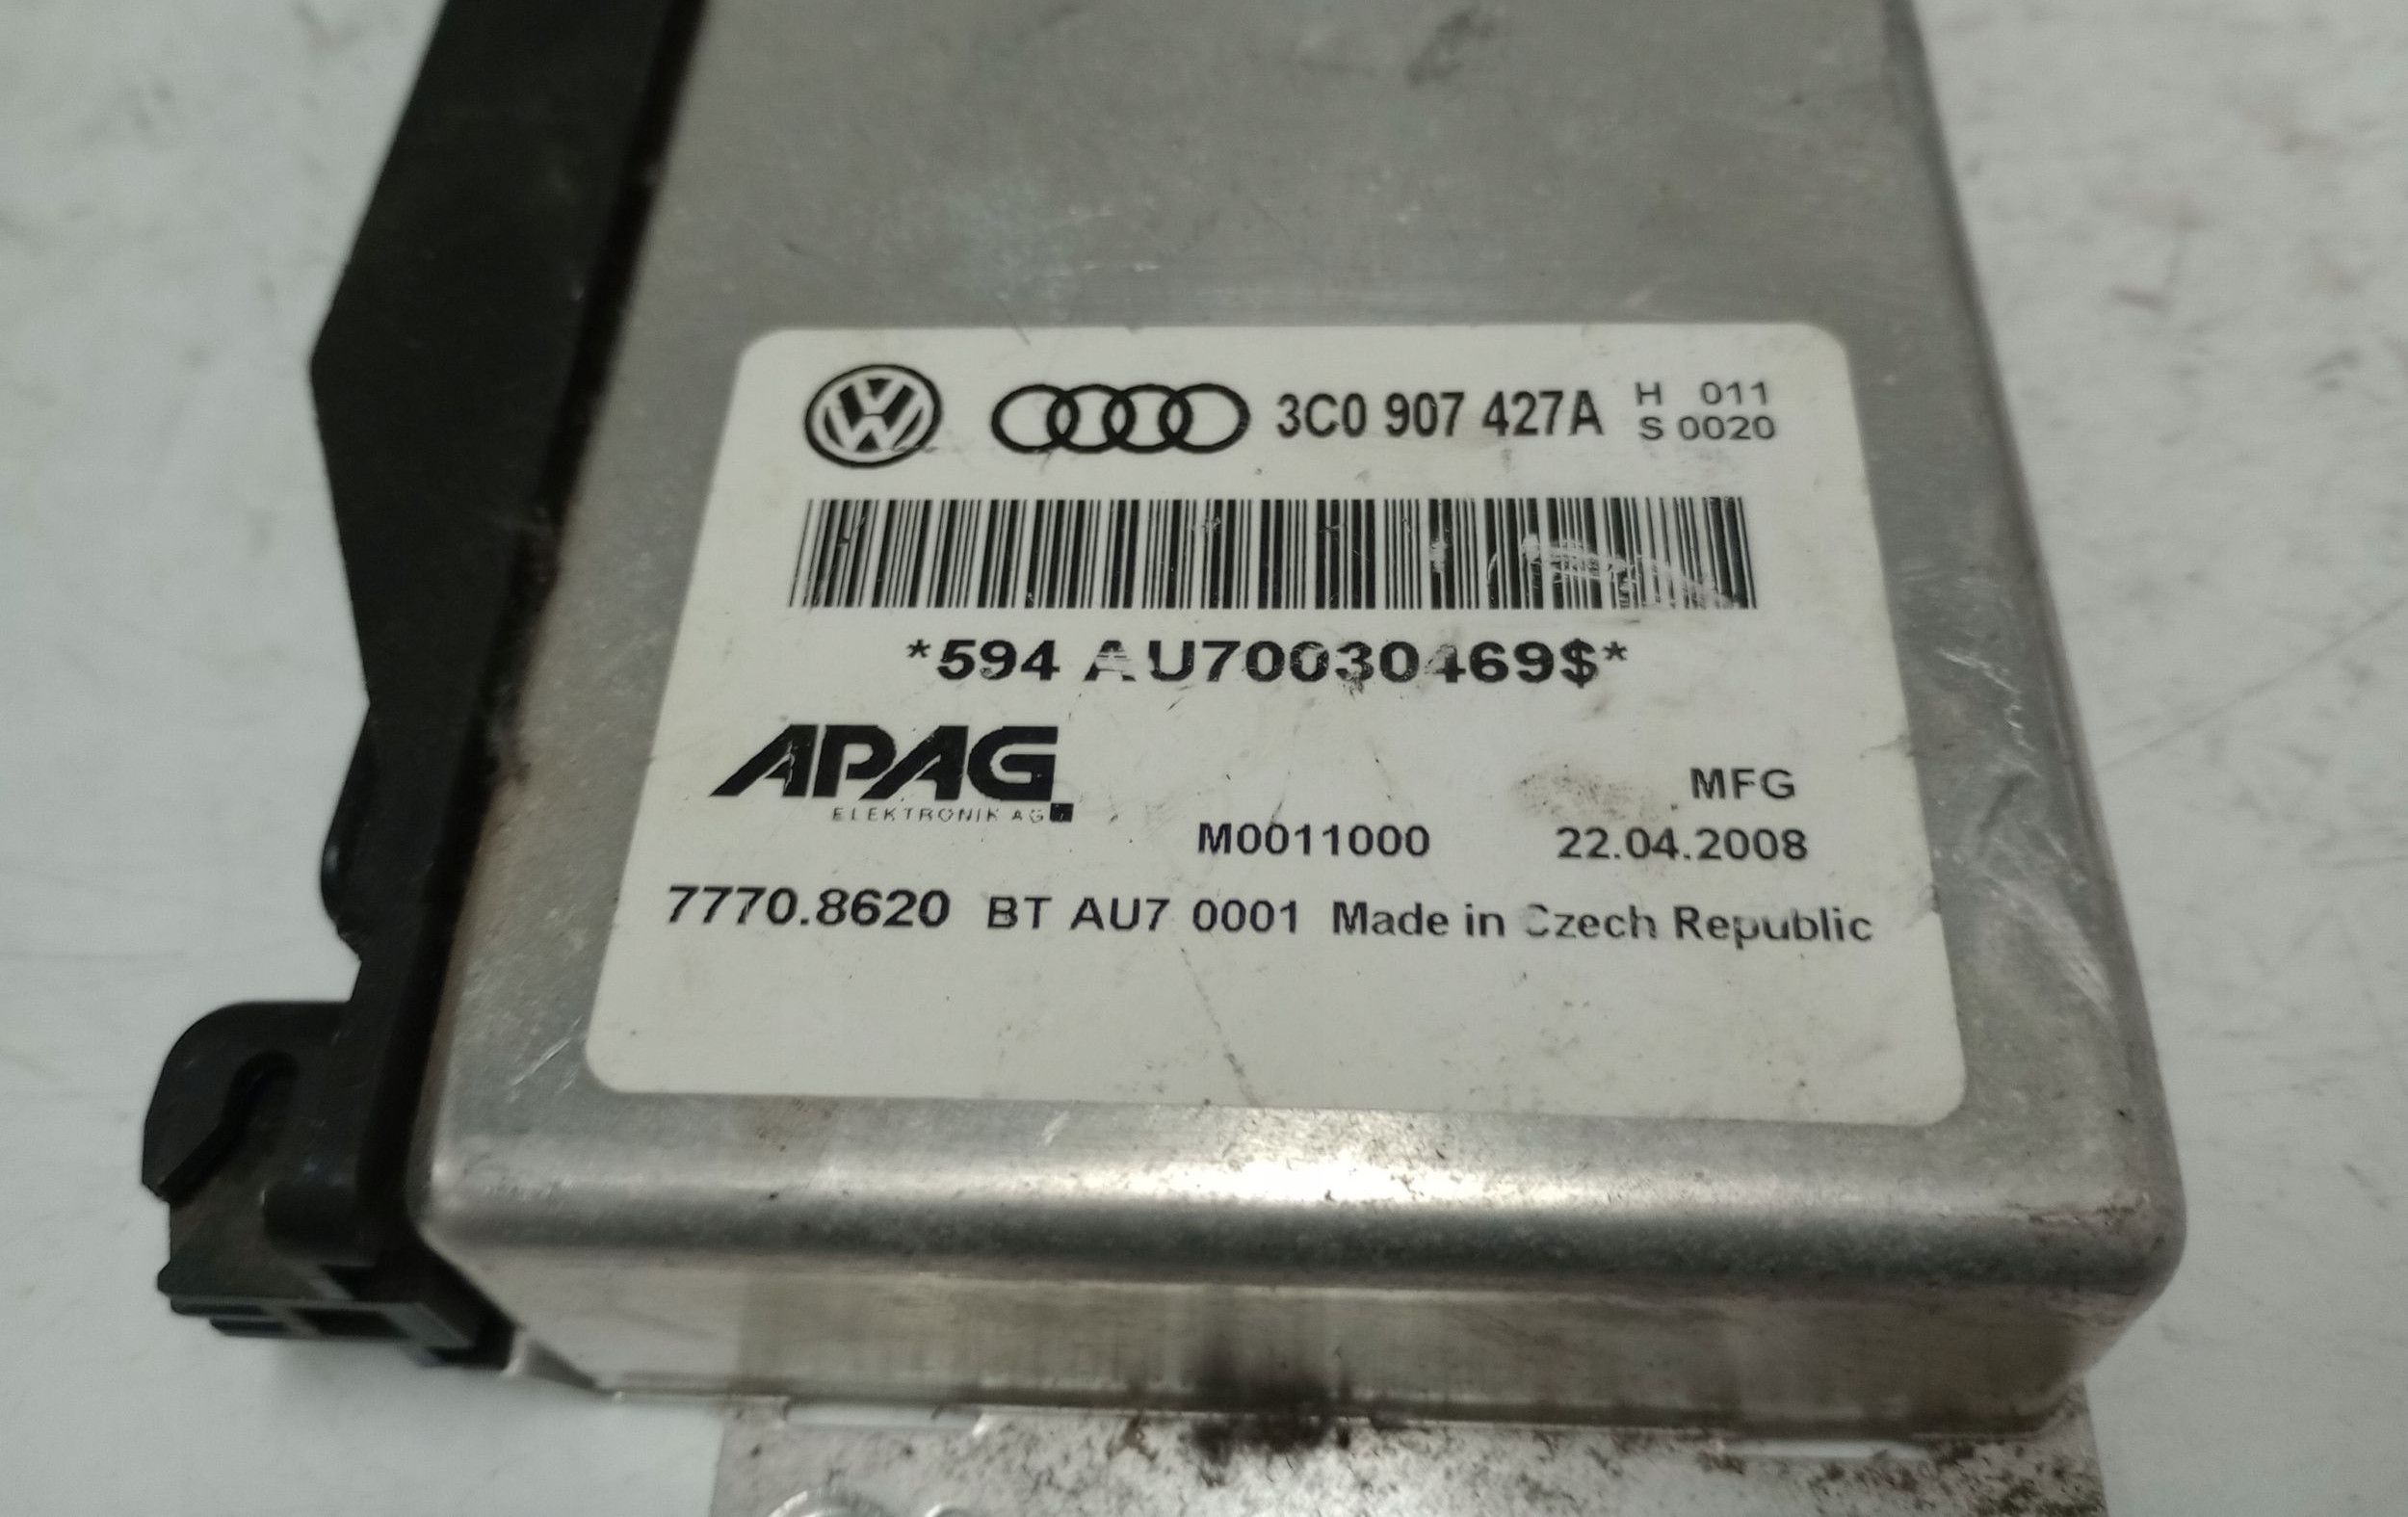 3C0 907 427A H 011
S 0020
*594 AU70030469$*
APAG
ELEKTRONIK AG
MFG
M0011000 22.04.2008
7770.8620 BT AU7 0001 Made in Czech Republic